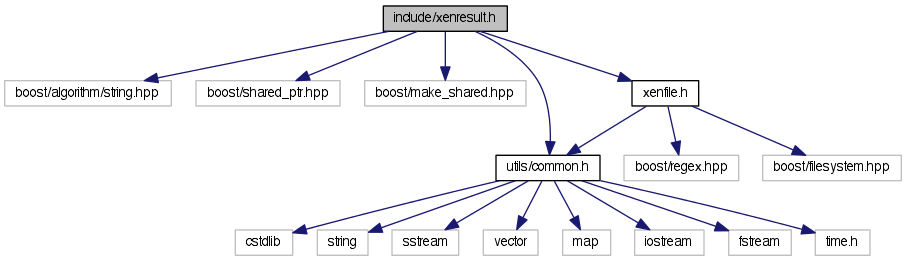 include/xenresult.h
boost/algorithm/string.hpp
boost/shared_ptr.hpp
boost/make_shared.hpp
xenfile.h
utils/common.h
boost/regex.hpp
boost/filesystem.hpp
cstdlib
string
sstream
vector
map
iostream
fstream
time.h